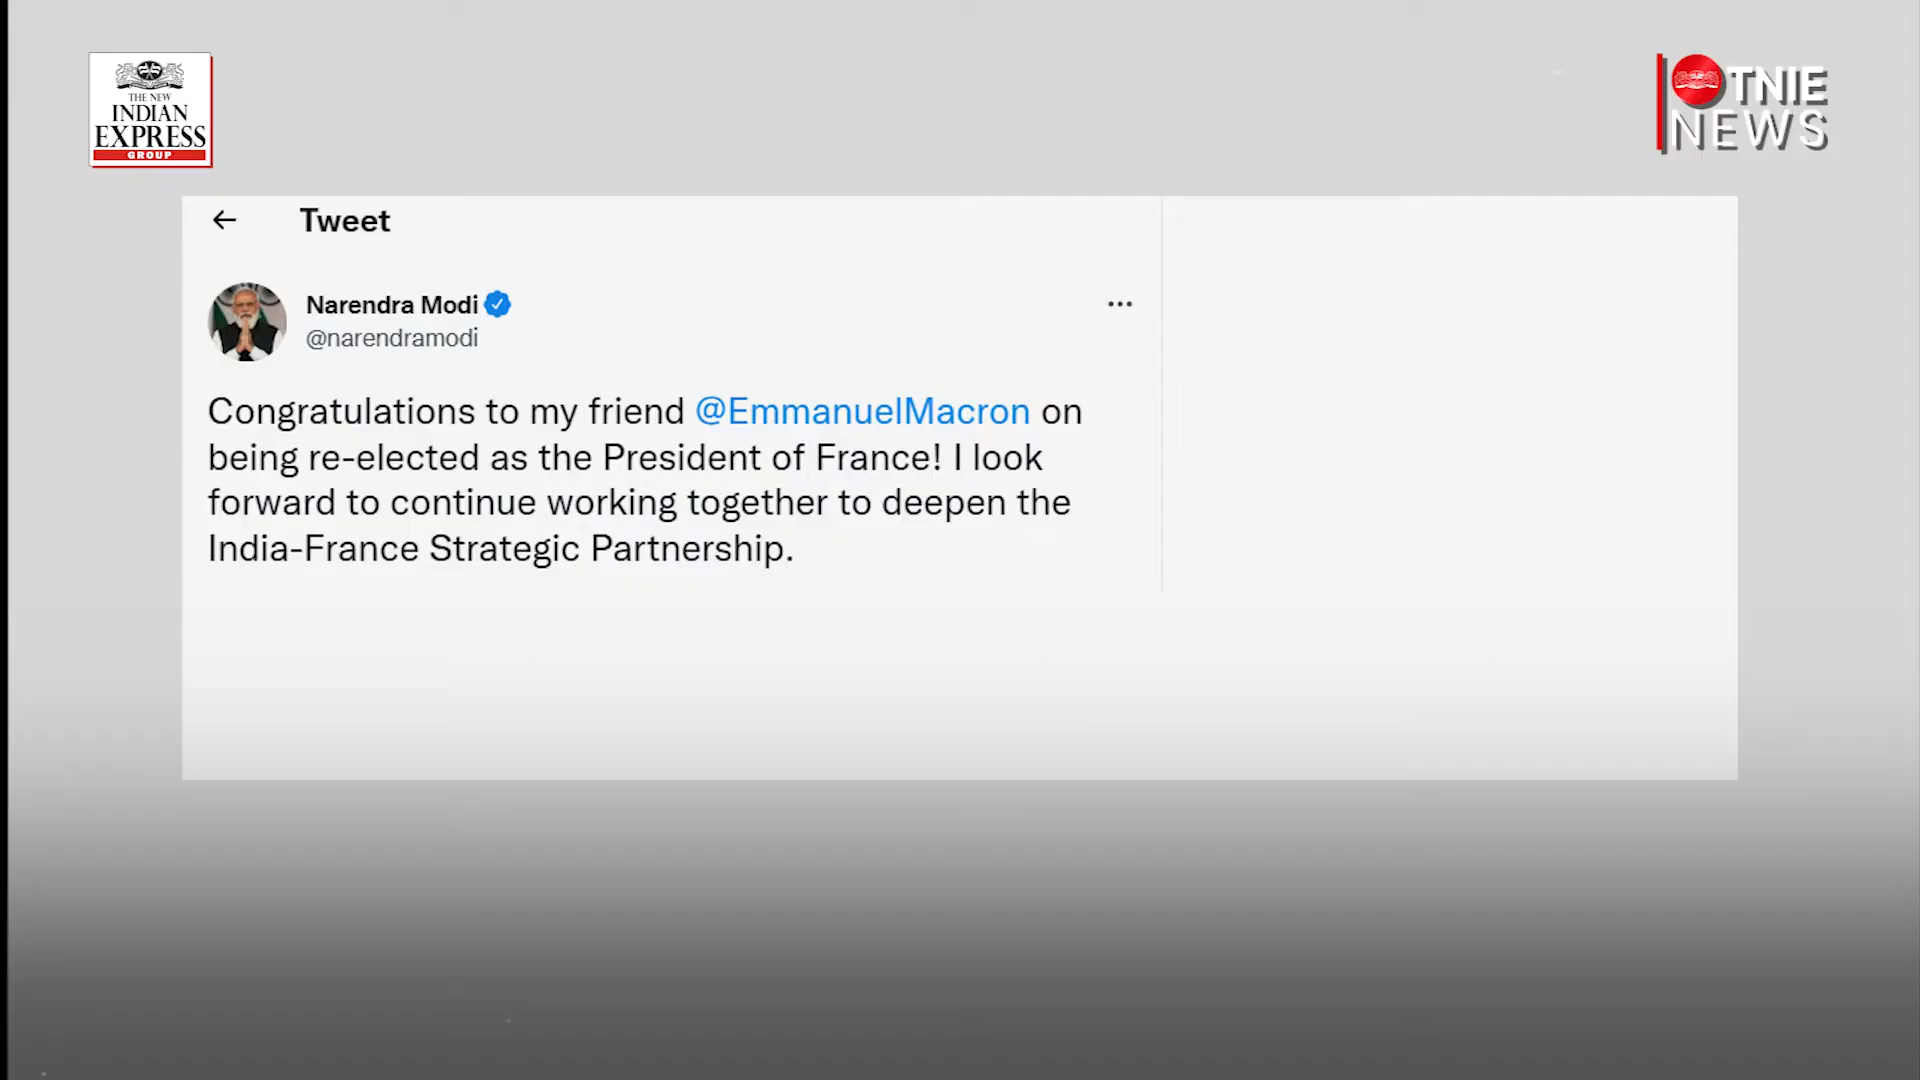 THE NEW
INDIAN
EXPRESS
GROUP
TNIE
NEWS
Tweet
Narendra Modi
@narendramodi
Congratulations to my friend @EmmanuelMacron on
being re-elected as the President of France! I look
forward to continue working together to deepen the
India-France Strategic Partnership.